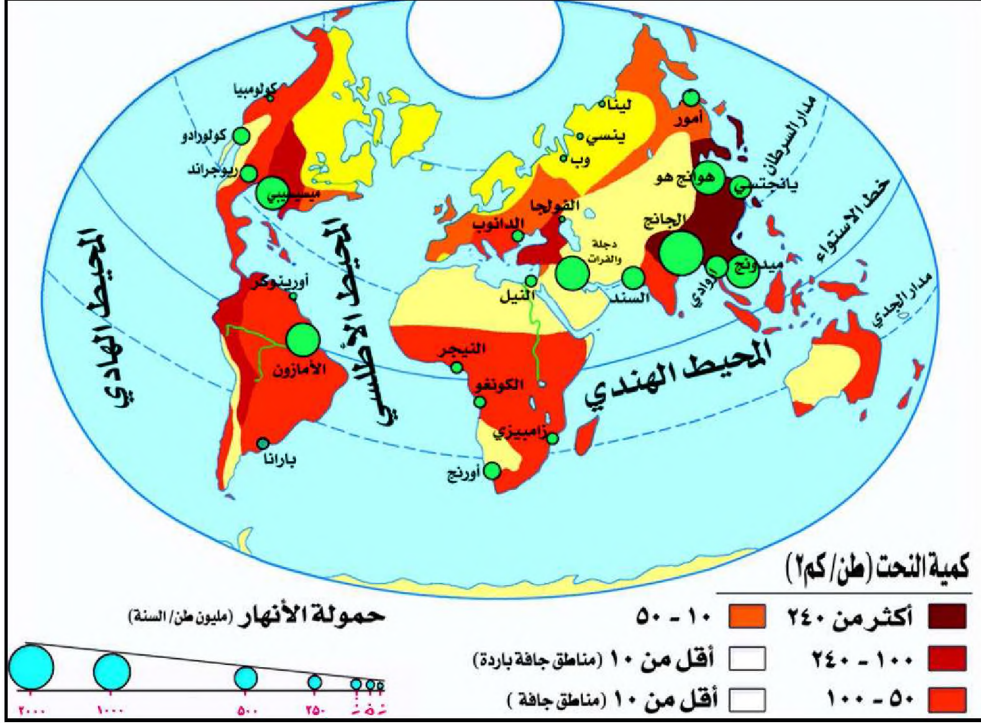 كولومبيا
كولورادو
ريوجراند
ميسيسيبي
أورينوكر
الأمازون
بارانا
لينا
ينسي
وب
أمور
الفولجا
الدانوب
دجلة
والفرات
النيل
السند
الجانج
هوانج هو
يانجتسي
ميدونج
ايروادي
النيجر
الكونغو
زامبيزي
أورنج
المحيط الهادي
المحيط الأطلسي
المحيط الهندي
مدار السرطان
خط الاستواء
مدار الجدي
كمية النحت (طن/كم٢)
أكثر من ٢٤٠
١٠ - ٥٠
١٠٠ - ٢٤٠
أقل من ١٠ (مناطق جافة باردة)
٥٠ - ١٠٠
أقل من ١٠ (مناطق جافة)
حمولة الأنهار (مليون طن/السنة)
٢٠٠٠ ١٠٠٠ ٥٠٠ ٢٥٠